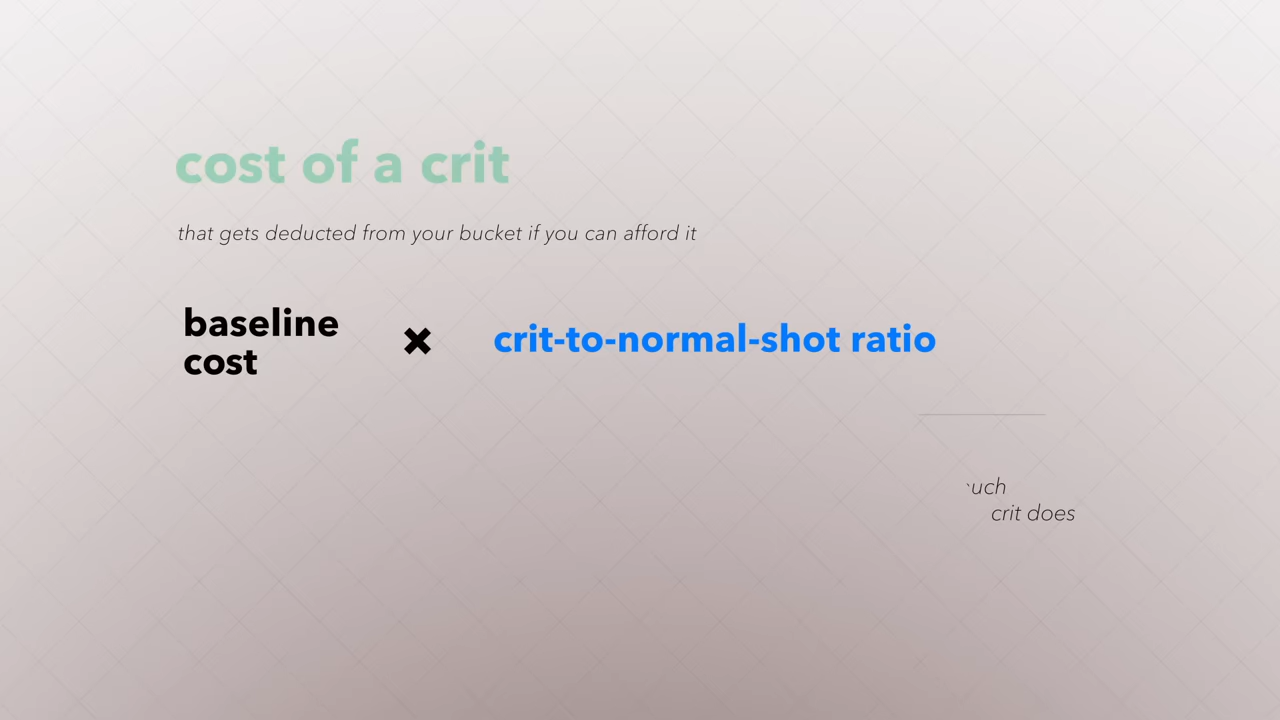 cost of a crit
that gets deducted from your bucket if you can afford it
baseline
cost
✖
crit-to-normal-shot ratio
crit does